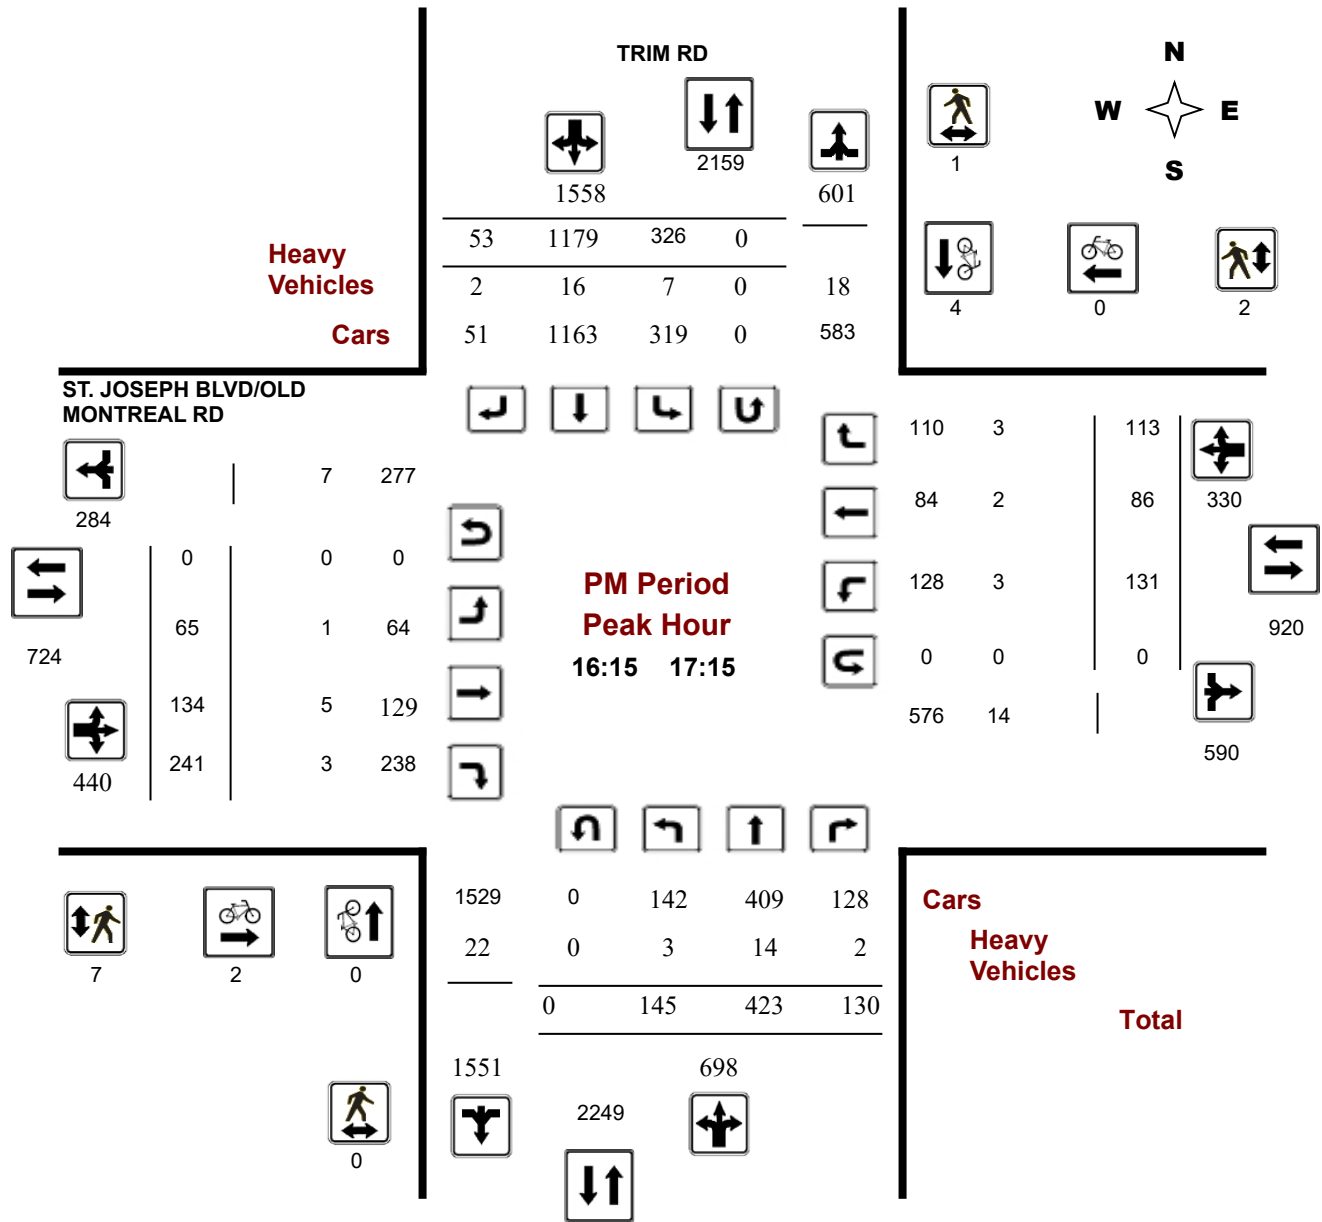 TRIM RD
N
W E
S
2159
1
1558
601
53 1179 326 0
Heavy
Vehicles
2 16 7 0 18
Cars
51 1163 319 0 583
4 0 2
ST. JOSEPH BLVD/OLD
MONTREAL RD
110 3 113
7 277
284
84 2 86 330
0 0 0
PM Period
128 3 131
Peak Hour
65 1 64
920
724
16:15 17:15
0 0 0
134 5 129
576 14
590
241 3 238
440
1529 0 142 409 128
Cars
22 0 3 14 2
Heavy
Vehicles
7 2 0
0 145 423 130
Total
1551 698
2249
0